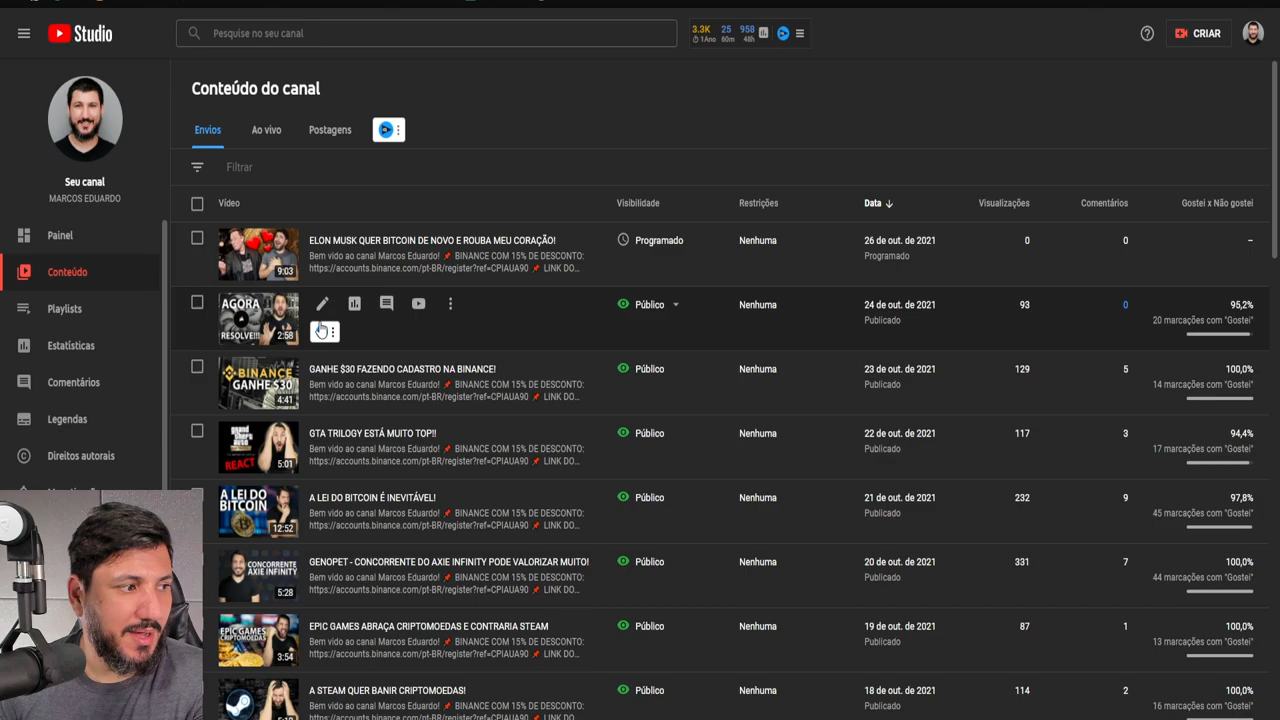 Studio
Pesquise no seu canal
3.3K 25 958
1Ano 60m 48h
CRIAR
Seu canal
MARCOS EDUARDO
Painel
Conteúdo
Playlists
Estatísticas
Comentários
Legendas
Direitos autorais
Conteúdo do canal
Envios Ao vivo Postagens
Filtrar
Vídeo Visibilidade Restrições Data Visualizações Comentários Gostei x Não gostei
9:03
ELON MUSK QUER BITCOIN DE NOVO E ROUBA MEU CORAÇÃO! Programado Nenhuma 26 de out. de 2021 0 0 –
Bem vido ao canal Marcos Eduardo! 📌 BINANCE COM 15% DE DESCONTO: Programado
https://accounts.binance.com/pt-BR/register?ref=CPIAUA90 📌 LINK DO...
AGORA
RESOLVE!!!
2:58
Público Nenhuma 24 de out. de 2021 93 0 95,2%
Publicado 20 marcações com "Gostei"
BINANCE
GANHE $30
4:41
GANHE $30 FAZENDO CADASTRO NA BINANCE! Público Nenhuma 23 de out. de 2021 129 5 100,0%
Bem vido ao canal Marcos Eduardo! 📌 BINANCE COM 15% DE DESCONTO: Publicado 14 marcações com "Gostei"
https://accounts.binance.com/pt-BR/register?ref=CPIAUA90 📌 LINK DO...
REACT
5:01
GTA TRILOGY ESTÁ MUITO TOP!! Público Nenhuma 22 de out. de 2021 117 3 94,4%
Bem vido ao canal Marcos Eduardo! 📌 BINANCE COM 15% DE DESCONTO: Publicado 17 marcações com "Gostei"
https://accounts.binance.com/pt-BR/register?ref=CPIAUA90 📌 LINK DO...
A LEI DO
BITCOIN
12:52
A LEI DO BITCOIN É INEVITÁVEL! Público Nenhuma 21 de out. de 2021 232 9 97,8%
Bem vido ao canal Marcos Eduardo! 📌 BINANCE COM 15% DE DESCONTO: Publicado 45 marcações com "Gostei"
https://accounts.binance.com/pt-BR/register?ref=CPIAUA90 📌 LINK DO...
CONCORRENTE
AXIE INFINITY
5:28
GENOPET - CONCORRENTE DO AXIE INFINITY PODE VALORIZAR MUITO! Público Nenhuma 20 de out. de 2021 331 7 100,0%
Bem vido ao canal Marcos Eduardo! 📌 BINANCE COM 15% DE DESCONTO: Publicado 44 marcações com "Gostei"
https://accounts.binance.com/pt-BR/register?ref=CPIAUA90 📌 LINK DO...
EPIC GAMES
CRIPTOMOEDAS
3:54
EPIC GAMES ABRAÇA CRIPTOMOEDAS E CONTRARIA STEAM Público Nenhuma 19 de out. de 2021 87 1 100,0%
Bem vido ao canal Marcos Eduardo! 📌 BINANCE COM 15% DE DESCONTO: Publicado 13 marcações com "Gostei"
https://accounts.binance.com/pt-BR/register?ref=CPIAUA90 📌 LINK DO...
A STEAM QUER BANIR CRIPTOMOEDAS! Público Nenhuma 18 de out. de 2021 114 2 100,0%
Bem vido ao canal Marcos Eduardo! 📌 BINANCE COM 15% DE DESCONTO: Publicado 16 marcações com "Gostei"